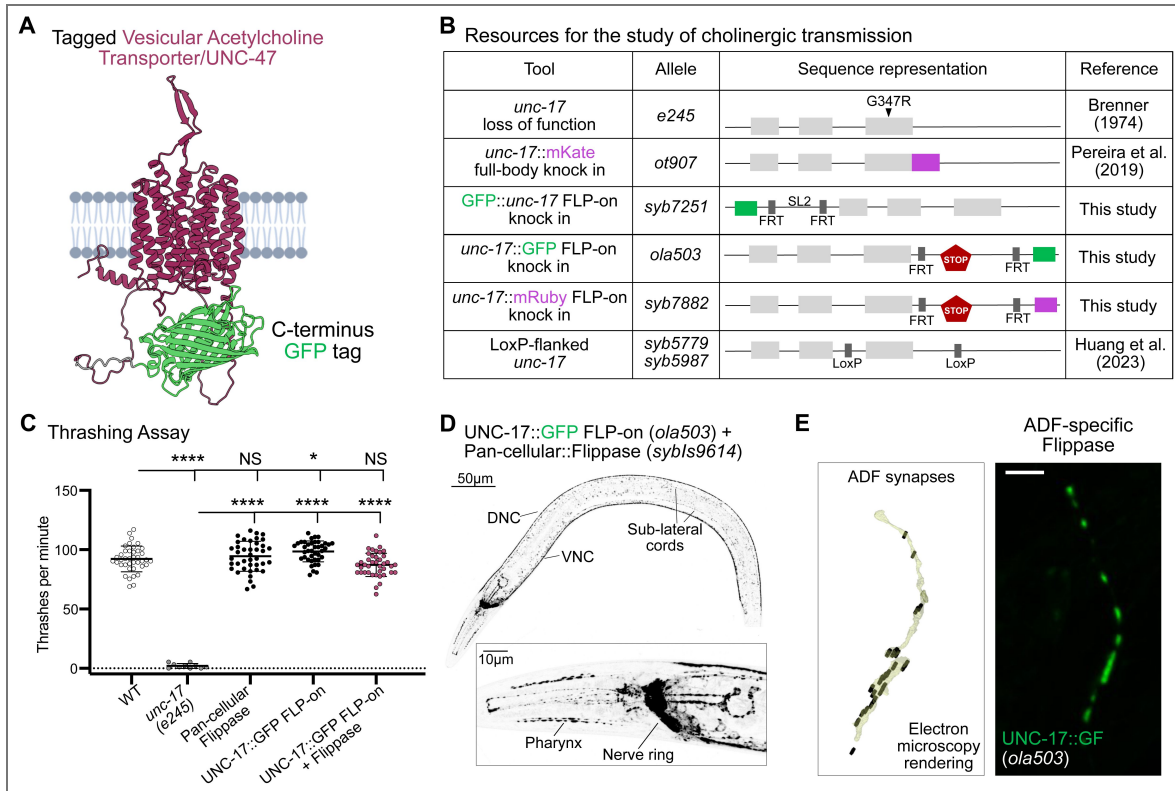 A
Tagged Vesicular Acetylcholine
Transporter/UNC-47
C-terminus
GFP tag
B
Resources for the study of cholinergic transmission
Tool
Allele
Sequence representation
Reference
unc-17
loss of function
e245
G347R
Brenner
(1974)
unc-17::mKate
full-body knock in
ot907
Pereira et al.
(2019)
GFP::unc-17 FLP-on
knock in
syb7251
SL2
FRT
FRT
This study
unc-17::GFP FLP-on
knock in
ola503
STOP
FRT
FRT
This study
unc-17::mRuby FLP-on
knock in
syb7882
STOP
FRT
FRT
This study
LoxP-flanked
unc-17
syb5779
syb5987
LoxP
LoxP
Huang et al.
(2023)
C
Thrashing Assay
**** NS * NS
**** **** ****
150
100
50
0
Thrashes per minute
WT
unc-17
(e245)
Pan-cellular
Flippase
UNC-17::GFP FLP-on
UNC-17::GFP FLP-on
+ Flippase
D
UNC-17::GFP FLP-on (ola503) +
Pan-cellular::Flippase (sybIs9614)
50µm
DNC
VNC
Sub-lateral
cords
10µm
Pharynx
Nerve ring
E
ADF synapses
Electron
microscopy
rendering
ADF-specific
Flippase
UNC-17::GF
(ola503)